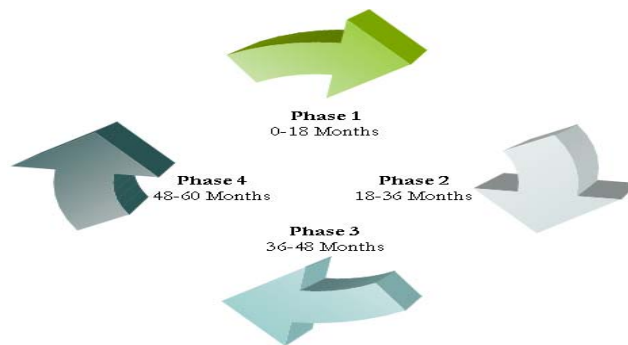 Phase 1
0-18 Months
Phase 2
18-36 Months
Phase 3
36-48 Months
Phase 4
48-60 Months